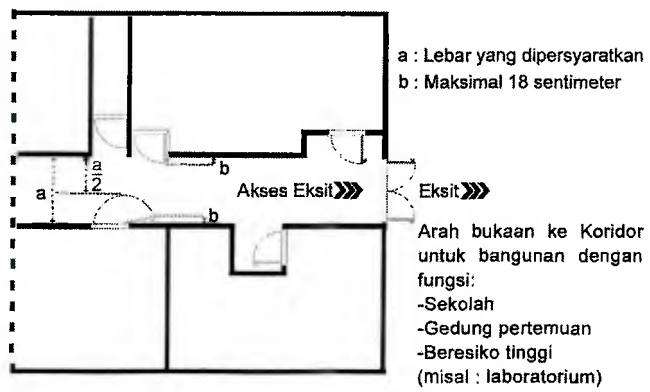 a : Lebar yang dipersyaratkan
b : Maksimal 18 sentimeter
a
a
2
b
b
Akses Eksit
Eksit
Arah bukaan ke Koridor
untuk bangunan dengan
fungsi:
-Sekolah
-Gedung pertemuan
-Beresiko tinggi
(misal : laboratorium)